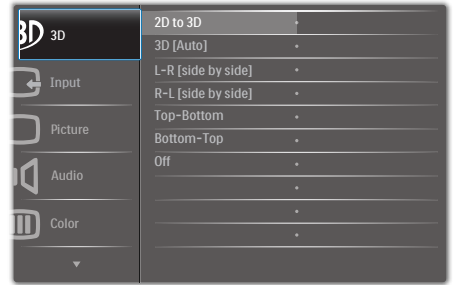 3D 3D
Input
Picture
Audio
Color
2D to 3D
3D [Auto]
L-R [side by side]
R-L [side by side]
Top-Bottom
Bottom-Top
Off